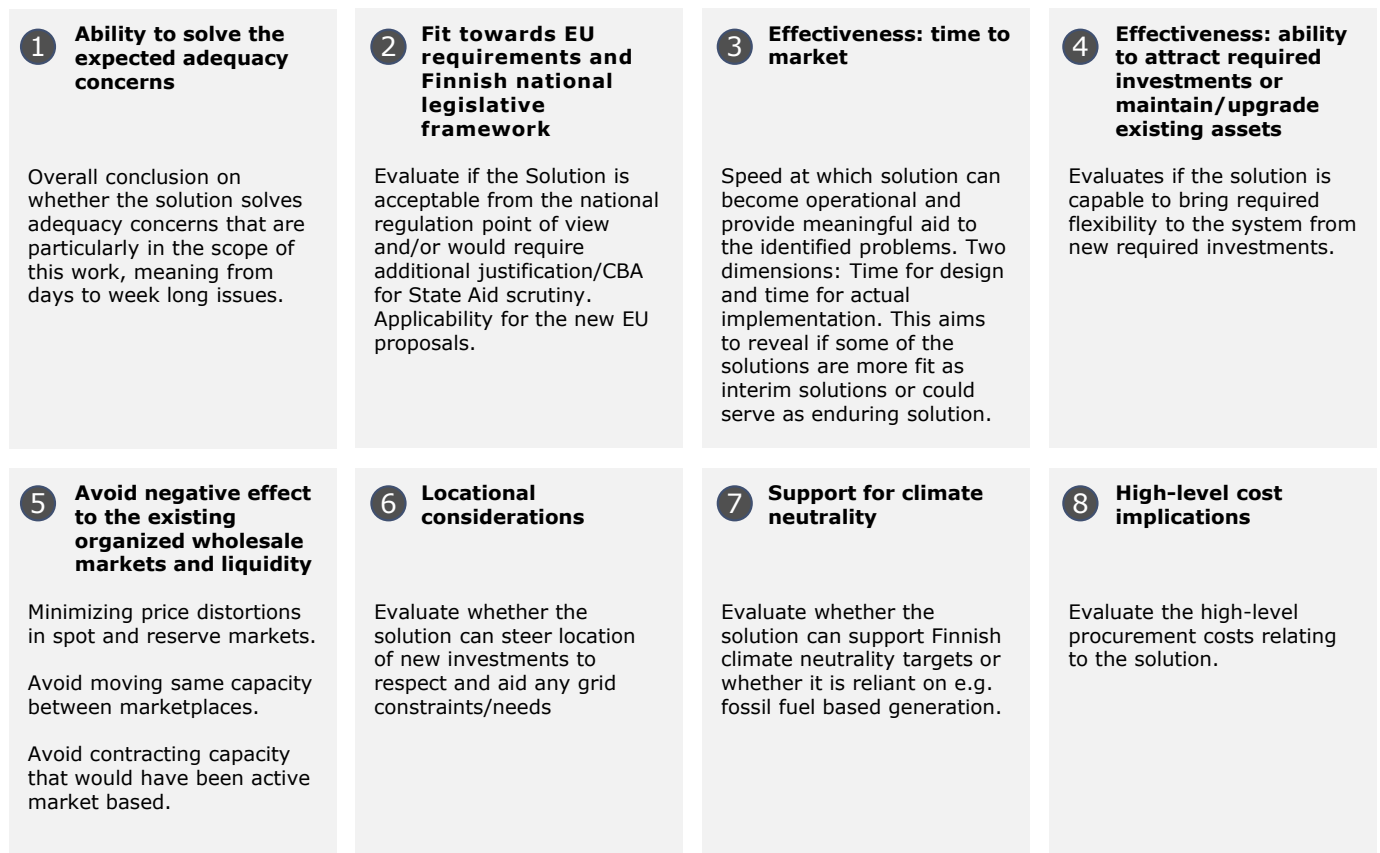 1
Ability to solve the
expected adequacy
concerns
Overall conclusion on
whether the solution solves
adequacy concerns that are
particularly in the scope of
this work, meaning from
days to week long issues.
2
Fit towards EU
requirements and
Finnish national
legislative
framework
Evaluate if the Solution is
acceptable from the national
regulation point of view
and/or would require
additional justification/CBA
for State Aid scrutiny.
Applicability for the new EU
proposals.
3
Effectiveness: time to
market
Speed at which solution can
become operational and
provide meaningful aid to
the identified problems. Two
dimensions: Time for design
and time for actual
implementation. This aims
to reveal if some of the
solutions are more fit as
interim solutions or could
serve as enduring solution.
4
Effectiveness: ability
to attract required
investments or
maintain/upgrade
existing assets
Evaluates if the solution is
capable to bring required
flexibility to the system from
new required investments.
5
Avoid negative effect
to the existing
organized wholesale
markets and liquidity
Minimizing price distortions
in spot and reserve markets.
Avoid moving same capacity
between marketplaces.
Avoid contracting capacity
that would have been active
market based.
6
Locational
considerations
Evaluate whether the
solution can steer location
of new investments to
respect and aid any grid
constraints/needs
7
Support for climate
neutrality
Evaluate whether the
solution can support Finnish
climate neutrality targets or
whether it is reliant on e.g.
fossil fuel based generation.
8
High-level cost
implications
Evaluate the high-level
procurement costs relating
to the solution.